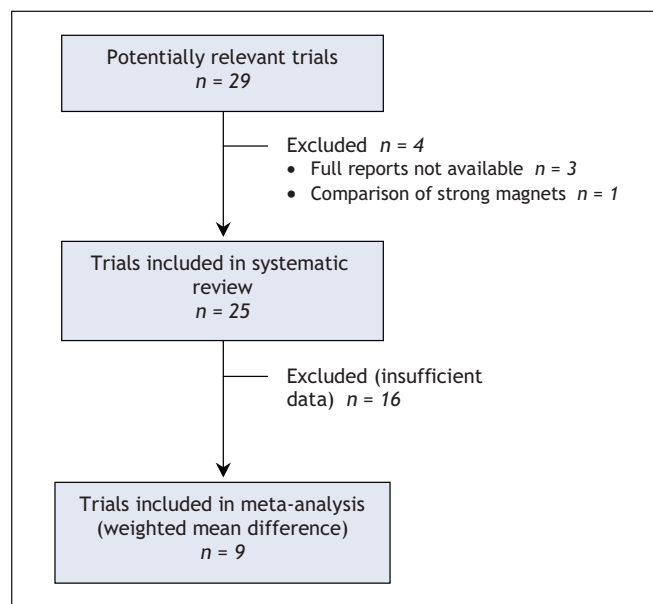 Potentially relevant trials
n = 29
Excluded n = 4
• Full reports not available n = 3
• Comparison of strong magnets n = 1
Trials included in systematic
review
n = 25
Excluded (insufficient
data) n = 16
Trials included in meta-analysis
(weighted mean difference)
n = 9